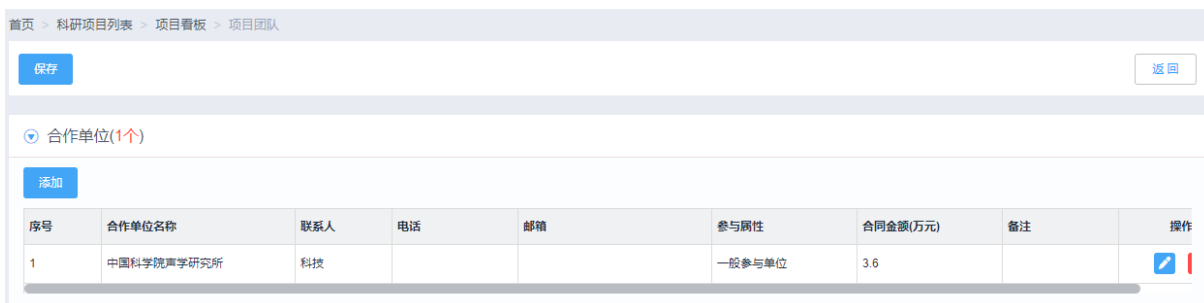 首页 > 科研项目列表 > 项目看板 > 项目团队
保存 返回
合作单位(1个)
添加
序号 合作单位名称 联系人 电话 邮箱 参与属性 合同金额(万元) 备注 操作
1 中国科学院声学研究所 科技 一般参与单位 3.6